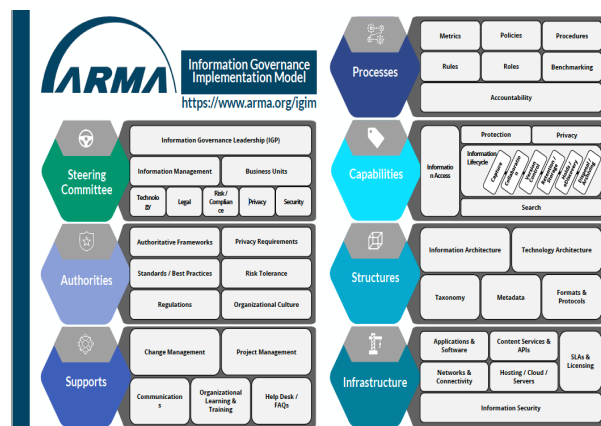 ARMA
Information Governance
Implementation Model
https://www.arma.org/igim
Steering
Committee
Information Governance Leadership (IGP)
Information Management
Business Units
Technolo
gy
Legal
Risk /
Complian
ce
Privacy
Security
Authorities
Authoritative Frameworks
Privacy Requirements
Standards / Best Practices
Risk Tolerance
Regulations
Organizational Culture
Supports
Change Management
Project Management
Communication
s
Organizational
Learning &
Training
Help Desk /
FAQs
Processes
Metrics
Policies
Procedures
Rules
Roles
Benchmarking
Accountability
Capabilities
Informatio
n Access
Protection
Privacy
Information
Lifecycle
Capture
Version
Control
Search
Structures
Information Architecture
Technology Architecture
Taxonomy
Metadata
Formats &
Protocols
Infrastructure
Applications &
Software
Content Services &
APIs
SLAs &
Licensing
Networks &
Connectivity
Hosting / Cloud /
Servers
Information Security